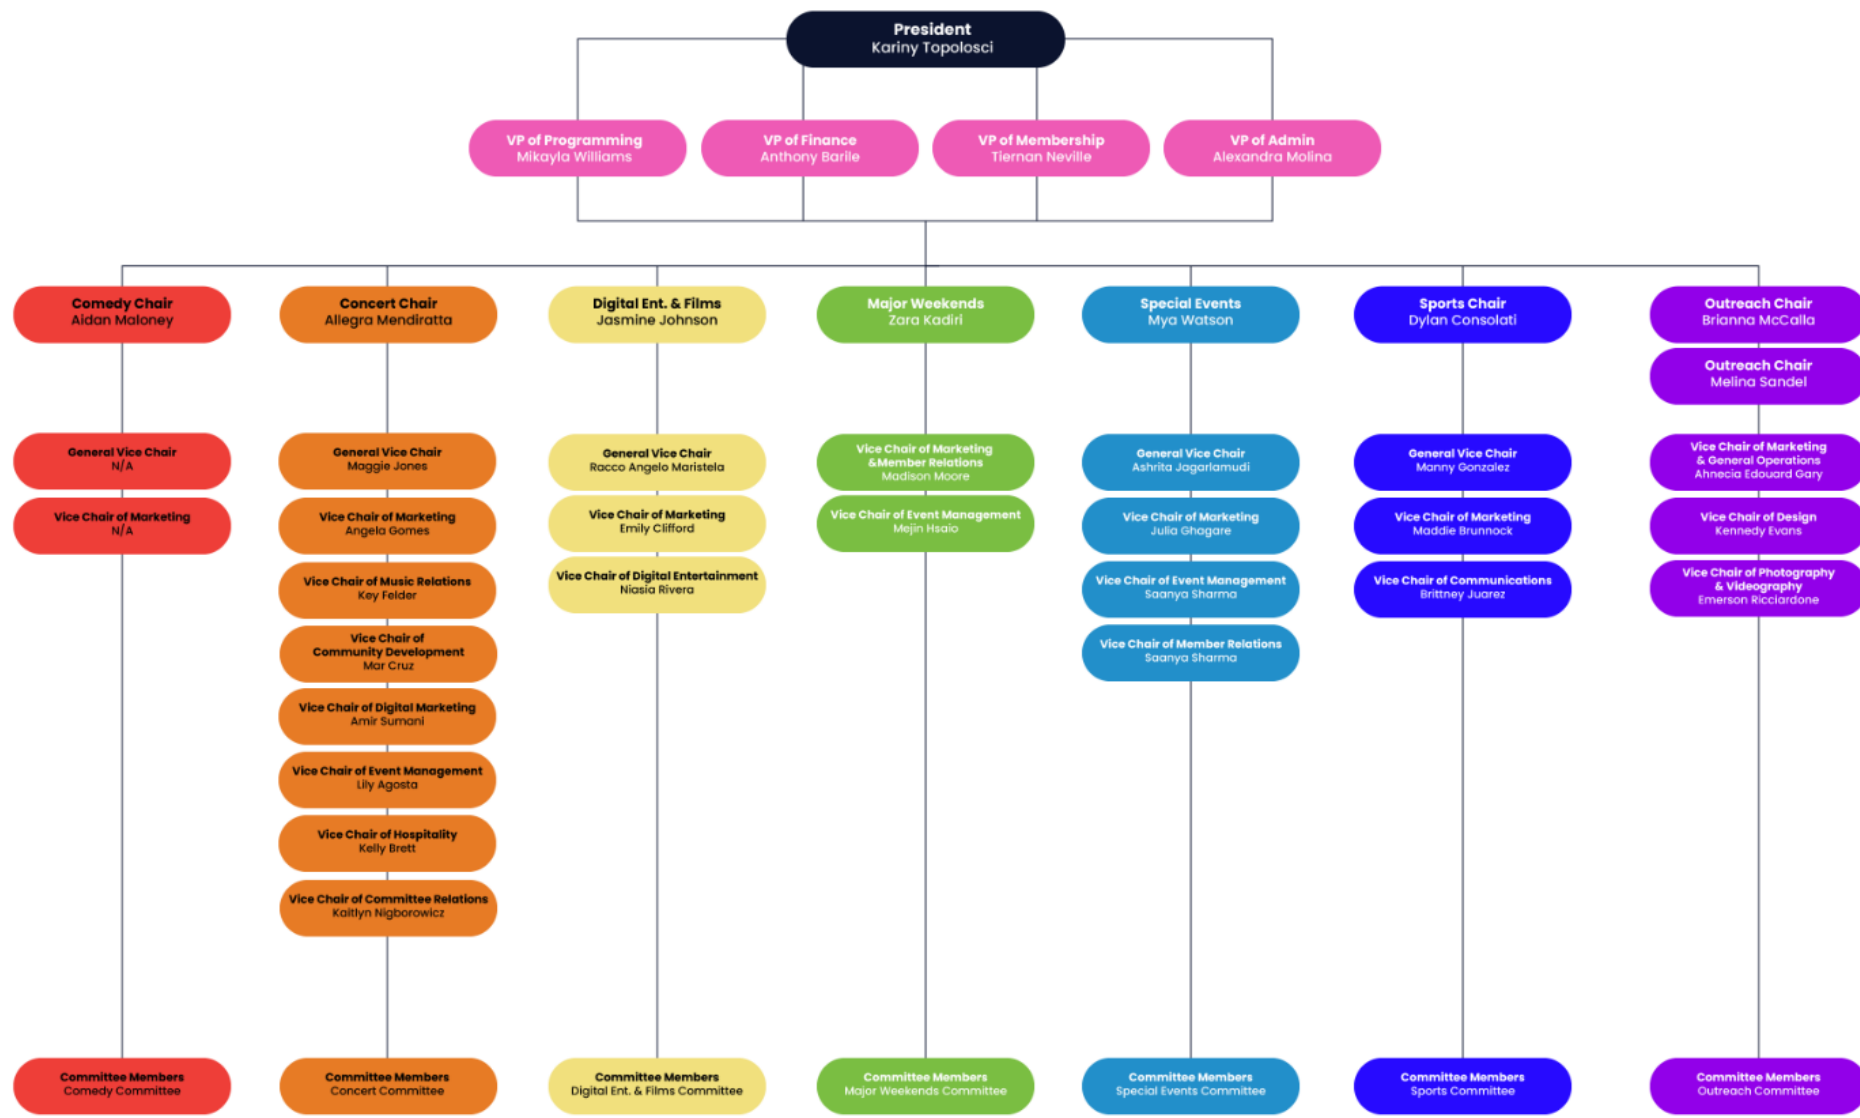 President
Kariny Topolosci
VP of Programming
Mikayla Williams
VP of Finance
Anthony Barile
VP of Membership
Tiernan Neville
VP of Admin
Alexandra Molina
Comedy Chair
Aidan Maloney
Concert Chair
Allegra Mendiratta
Digital Ent. & Films
Jasmine Johnson
Major Weekends
Zara Kadiri
Special Events
Mya Watson
Sports Chair
Dylan Consolati
Outreach Chair
Brianna McCalla
Outreach Chair
Melina Sandel
General Vice Chair
N/A
Vice Chair of Marketing
N/A
General Vice Chair
Maggie Jones
Vice Chair of Marketing
Angela Gomes
Vice Chair of Music Relations
Key Felder
Vice Chair of
Community Development
Mar Cruz
Vice Chair of Digital Marketing
Amir Sumani
Vice Chair of Event Management
Lily Agosta
Vice Chair of Hospitality
Kelly Brett
Vice Chair of Committee Relations
Kaitlyn Nigborowicz
General Vice Chair
Racco Angelo Maristela
Vice Chair of Marketing
Emily Clifford
Vice Chair of Digital Entertainment
Niasia Rivera
Vice Chair of Marketing
&Member Relations
Madison Moore
Vice Chair of Event Management
Mejin Hsaio
General Vice Chair
Ashrita Jagarlamudi
Vice Chair of Marketing
Julia Ghagare
Vice Chair of Event Management
Saanya Sharma
Vice Chair of Member Relations
Saanya Sharma
General Vice Chair
Manny Gonzalez
Vice Chair of Marketing
Maddie Brunnock
Vice Chair of Communications
Brittney Juarez
Vice Chair of Marketing
& General Operations
Ahnecia Edouard Gary
Vice Chair of Design
Kennedy Evans
Vice Chair of Photography
& Videography
Emerson Ricciardone
Committee Members
Comedy Committee
Committee Members
Concert Committee
Committee Members
Digital Ent. & Films Committee
Committee Members
Major Weekends Committee
Committee Members
Special Events Committee
Committee Members
Sports Committee
Committee Members
Outreach Committee